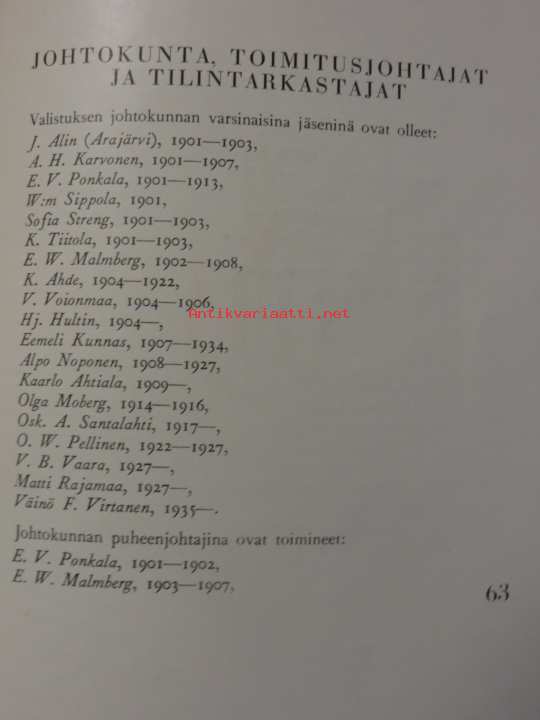 JOHTOKUNTA, TOIMITUSJOHTAJAT
JA TILINTARKASTAJAT
Valistuksen johtokunnan varsinaisina jäseninä ovat olleet:
J. Alin (Arajärvi), 1901—1903,
A. H. Karvonen, 1901—1907,
E. V. Ponkala, 1901—1913,
W:m Sippola, 1901,
Sofia Streng, 1901—1903,
K. Tiitola, 1901—1903,
E. W. Malmberg, 1902—1908,
K. Ahde, 1904—1922,
V. Voionmaa, 1904—1906,
Antikvariaatti.net
Hj. Hultin, 1904—,
Eemeli Kunnas, 1907—1934,
Alpo Noponen, 1908—1927,
Kaarlo Ahtiala, 1909—,
Olga Moberg, 1914—1916,
Osk. A. Santalahti, 1917—,
O. W. Pellinen, 1922—1927,
V. B. Vaara, 1927—,
Matti Rajamaa, 1927—,
Väinö F. Virtanen, 1935—.
Johtokunnan puheenjohtajina ovat toimineet:
E. V. Ponkala, 1901—1902,
E. W. Malmberg, 1903—1907,
63